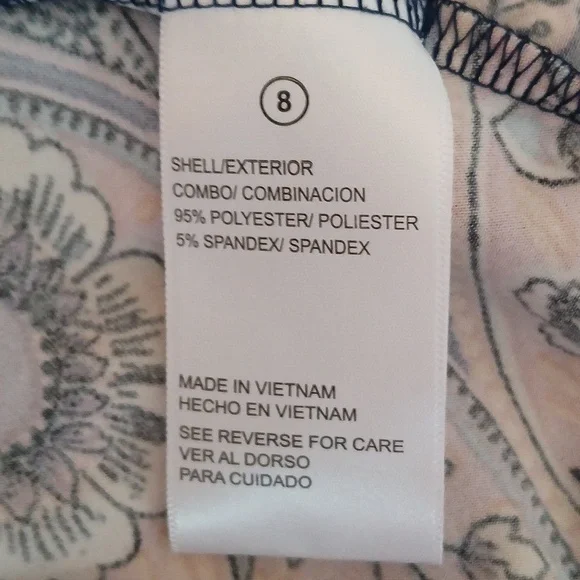 8
SHELL/EXTERIOR
COMBO/ COMBINACION
95% POLYESTER/ POLIESTER
5% SPANDEX/ SPANDEX
MADE IN VIETNAM
HECHO EN VIETNAM
SEE REVERSE FOR CARE
VER AL DORSO
PARA CUIDADO